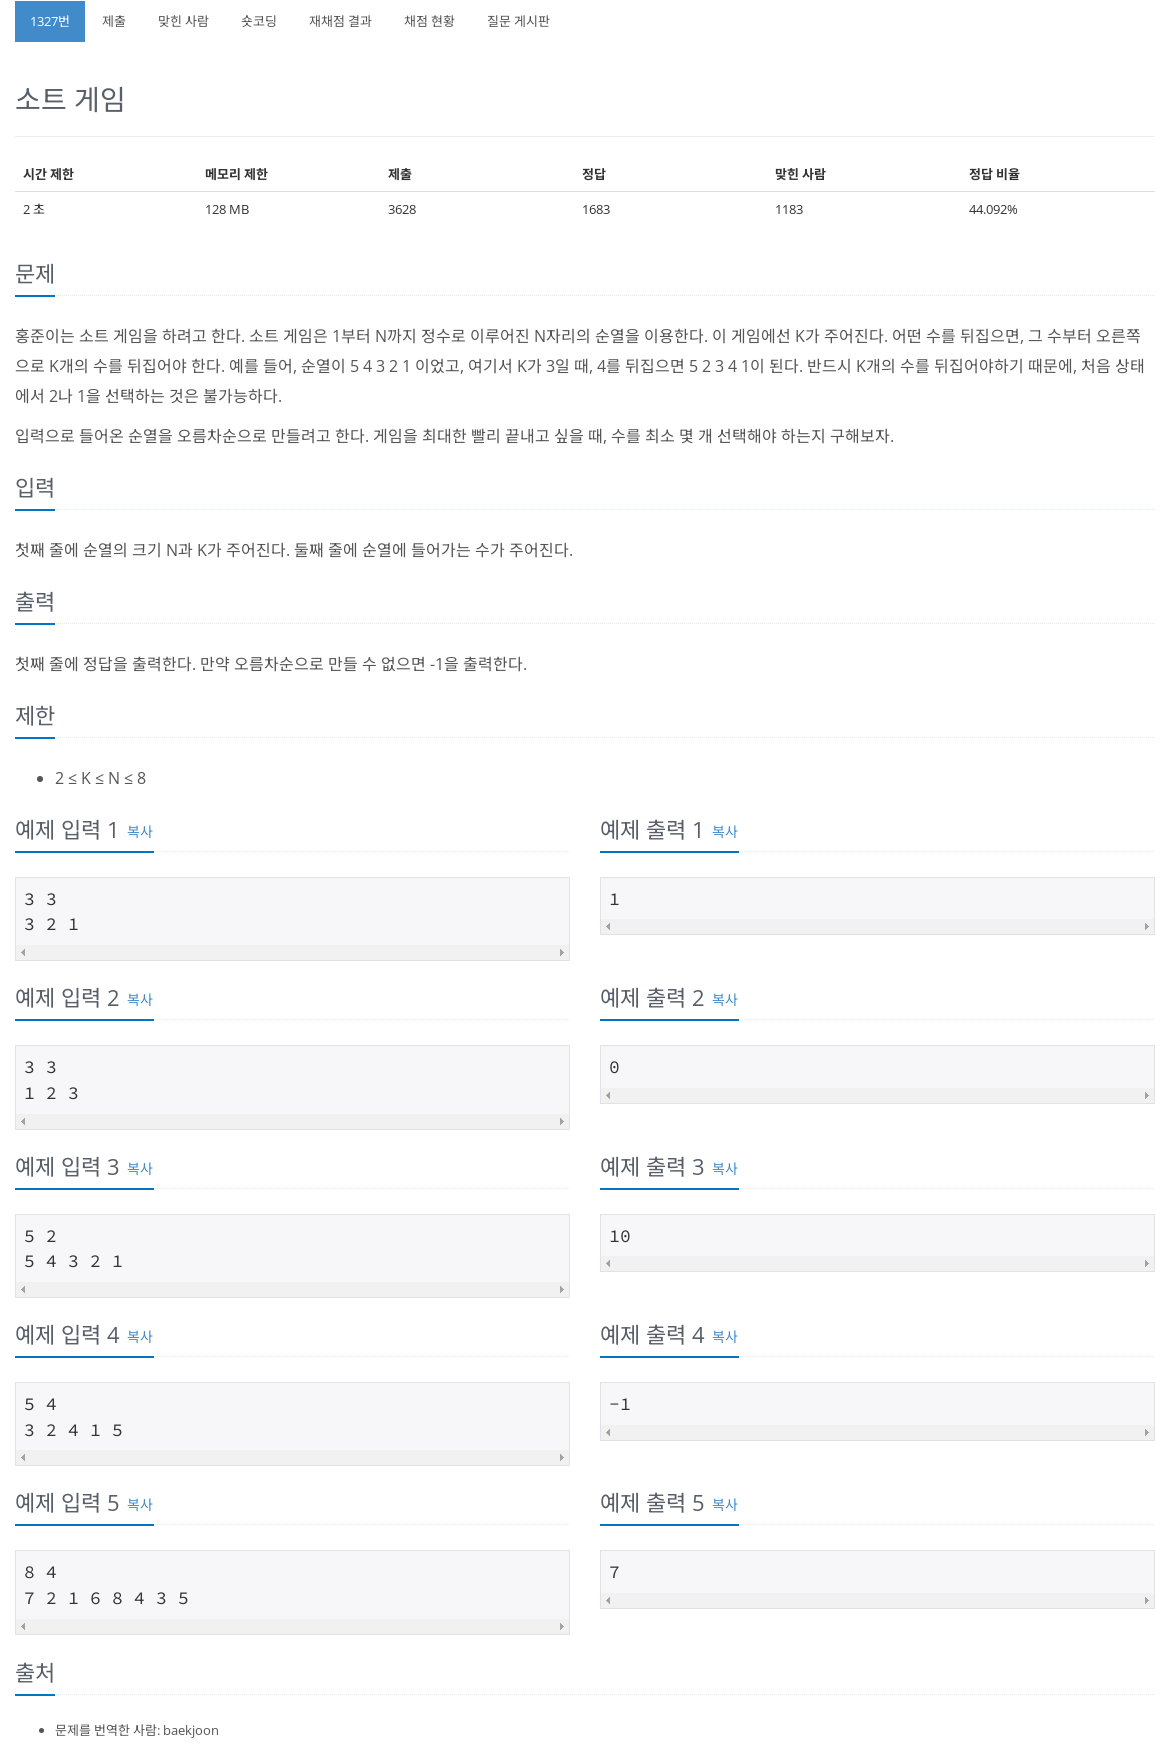 1327번 제출 맞힌 사람 숏코딩 재채점 결과 채점 현황 질문 게시판
소트 게임
시간 제한 메모리 제한 제출 정답 맞힌 사람 정답 비율
2 초 128 MB 3628 1683 1183 44.092%
문제
홍준이는 소트 게임을 하려고 한다. 소트 게임은 1부터 N까지 정수로 이루어진 N자리의 순열을 이용한다. 이 게임에선 K가 주어진다. 어떤 수를 뒤집으면, 그 수부터 오른쪽
으로 K개의 수를 뒤집어야 한다. 예를 들어, 순열이 5 4 3 2 1 이었고, 여기서 K가 3일 때, 4를 뒤집으면 5 2 3 4 1이 된다. 반드시 K개의 수를 뒤집어야하기 때문에, 처음 상태
에서 2나 1을 선택하는 것은 불가능하다.
입력으로 들어온 순열을 오름차순으로 만들려고 한다. 게임을 최대한 빨리 끝내고 싶을 때, 수를 최소 몇 개 선택해야 하는지 구해보자.
입력
첫째 줄에 순열의 크기 N과 K가 주어진다. 둘째 줄에 순열에 들어가는 수가 주어진다.
출력
첫째 줄에 정답을 출력한다. 만약 오름차순으로 만들 수 없으면 -1을 출력한다.
제한
• 2 ≤ K ≤ N ≤ 8
예제 입력 1 복사
3 3
3 2 1
예제 출력 1 복사
1
예제 입력 2 복사
3 3
1 2 3
예제 출력 2 복사
0
예제 입력 3 복사
5 2
5 4 3 2 1
예제 출력 3 복사
10
예제 입력 4 복사
5 4
3 2 4 1 5
예제 출력 4 복사
-1
예제 입력 5 복사
8 4
7 2 1 6 8 4 3 5
예제 출력 5 복사
7
출처
• 문제를 번역한 사람: baekjoon